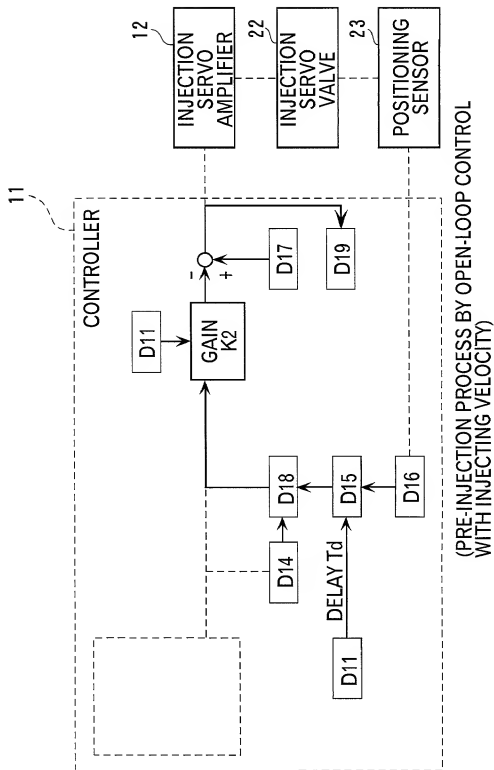 11
CONTROLLER
12
INJECTION
SERVO
AMPLIFIER
22
INJECTION
SERVO
VALVE
23
POSITIONING
SENSOR
D11
GAIN
K2
-
+
D17
D19
D14
D18
D11
DELAY Td
D15
D16
(PRE-INJECTION PROCESS BY OPEN-LOOP CONTROL
WITH INJECTING VELOCITY)